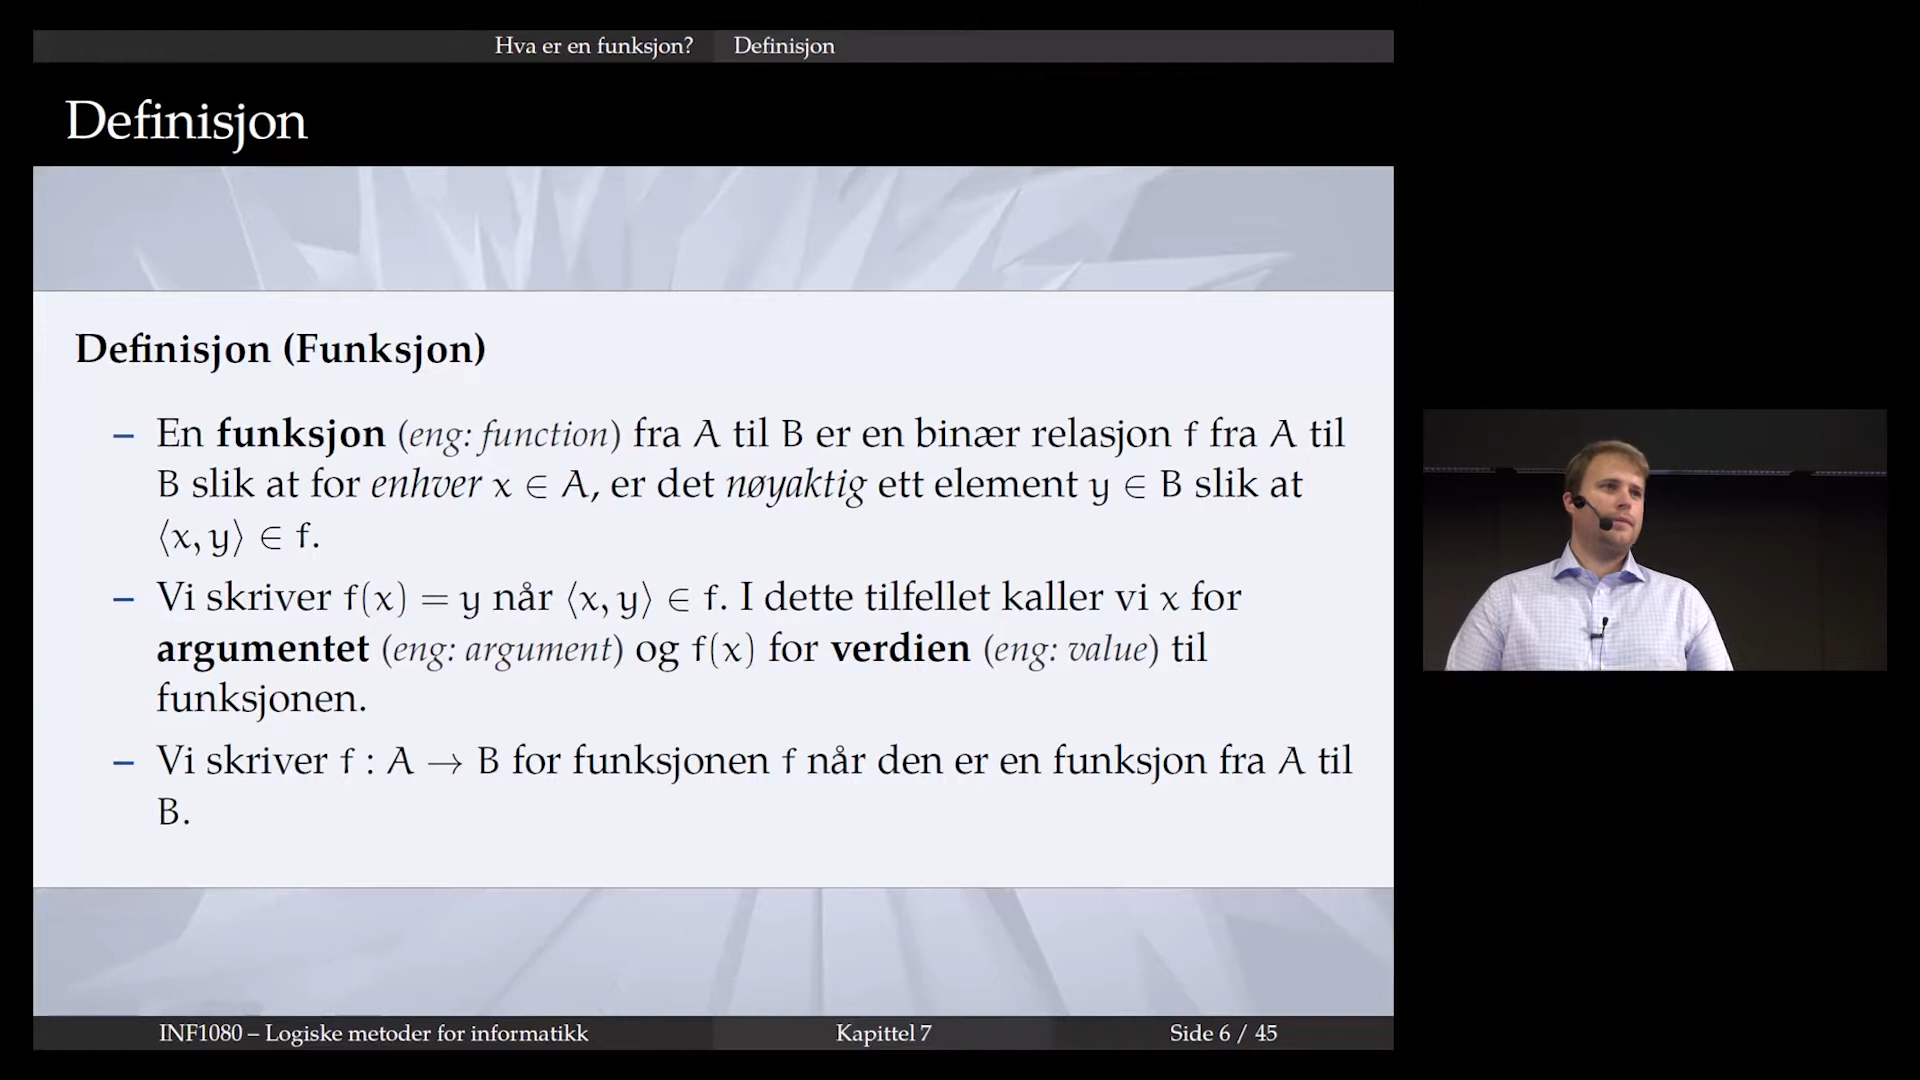 Hva er en funksjon? Definisjon
Definisjon
Definisjon (Funksjon)
– En funksjon (eng: function) fra A til B er en binær relasjon f fra A til
B slik at for enhver x ∈ A, er det nøyaktig ett element y ∈ B slik at
⟨x, y⟩ ∈ f.
– Vi skriver f(x) = y når ⟨x, y⟩ ∈ f. I dette tilfellet kaller vi x for
argumentet (eng: argument) og f(x) for verdien (eng: value) til
funksjonen.
– Vi skriver f : A → B for funksjonen f når den er en funksjon fra A til
B.
INF1080 – Logiske metoder for informatikk Kapittel 7 Side 6 / 45